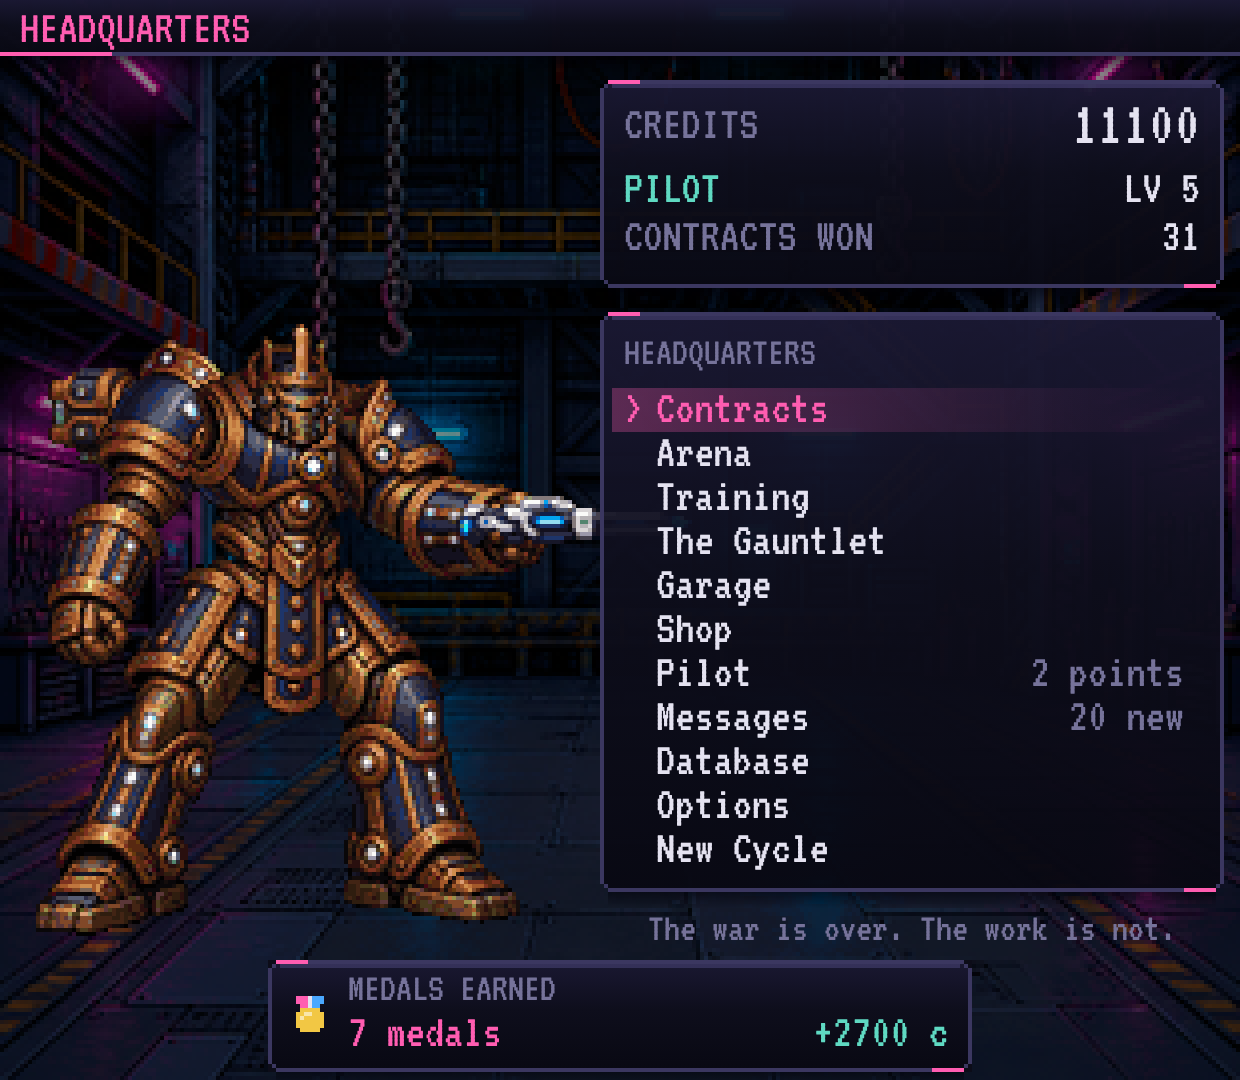 HEADQUARTERS
CREDITS 11100
PILOT LV 5
CONTRACTS WON 31
HEADQUARTERS
> Contracts
Arena
Training
The Gauntlet
Garage
Shop
Pilot 2 points
Messages 20 new
Database
Options
New Cycle
The war is over. The work is not.
MEDALS EARNED
7 medals +2700 c